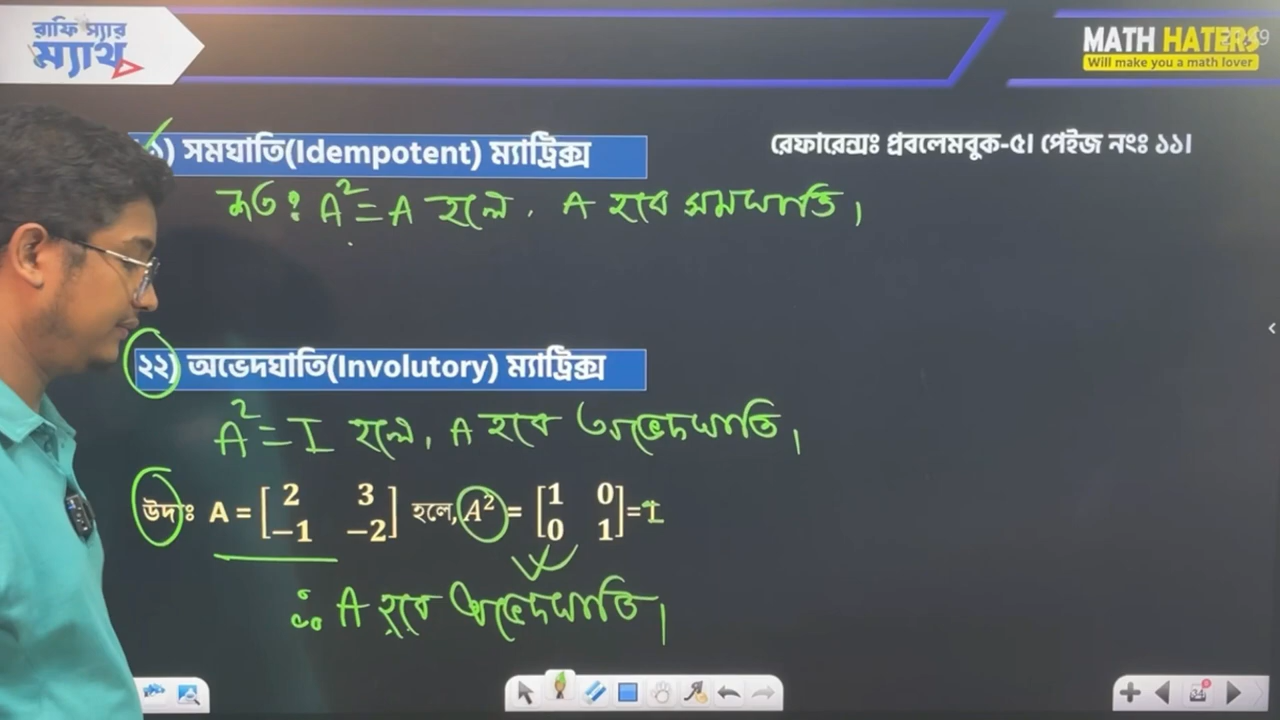 রাফি স্যার
ম্যাথ
MATH HATERS
Will make you a math lover
) সমঘাতি(Idempotent) ম্যাট্রিক্স
রেফারেন্সঃ প্রবলেমবুক-৫। পেইজ নংঃ ১১।
শর্ত : A² = A হলে, A হবে সমঘাতি।
২২) অভেদঘাতি(Involutory) ম্যাট্রিক্স
A² = I হলে, A হবে অভেদঘাতি।
উদাঃ A = [2 3 হলে, A² = [1 0 = I
−1 −2] 0 1]
∴ A হবে অভেদঘাতি।